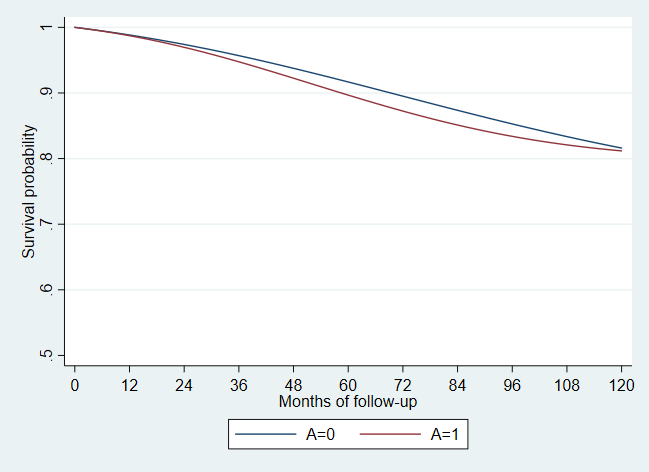 Survival probability
1
.9
.8
.7
.6
.5
0 12 24 36 48 60 72 84 96 108 120
Months of follow-up
A=0 A=1